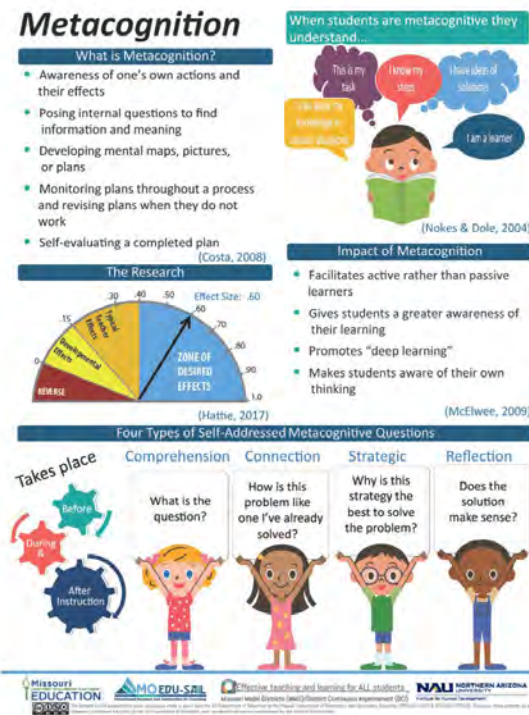 Metacognition
What is Metacognition?
Awareness of one's own actions and
their effects
Posing internal questions to find
information and meaning
Developing mental maps, pictures,
or plans
Monitoring plans throughout a process
and revising plans when they do not
work
Self-evaluating a completed plan
(Costa, 2008)
When students are metacognitive they
understand...
This is my
task
I know my
steps
I have ideas of
solutions
I am a learner
(Nokes & Dole, 2004)
The Research
Effect Size: .60
0
.15
.30
.40
.50
.60
.70
.80
.90
1.0
REVERSE
Developmental
Effects
Typical
Teacher
Effects
ZONE OF
DESIRED
EFFECTS
(Hattie, 2017)
Impact of Metacognition
Facilitates active rather than passive
learners
Gives students a greater awareness of
their learning
Promotes "deep learning"
Makes students aware of their own
thinking
(McElwee, 2009)
Four Types of Self-Addressed Metacognitive Questions
Takes place
Before
During
&
After
Instruction
Comprehension
What is the
question?
Connection
How is this
problem like
one I've already
solved?
Strategic
Why is this
strategy the
best to solve
the problem?
Reflection
Does the
solution
make sense?
Missouri
EDUCATION
MO EDU-SAIL
Effective teaching and learning for ALL students
NAU NORTHERN ARIZONA
UNIVERSITY
Institute for Human Development